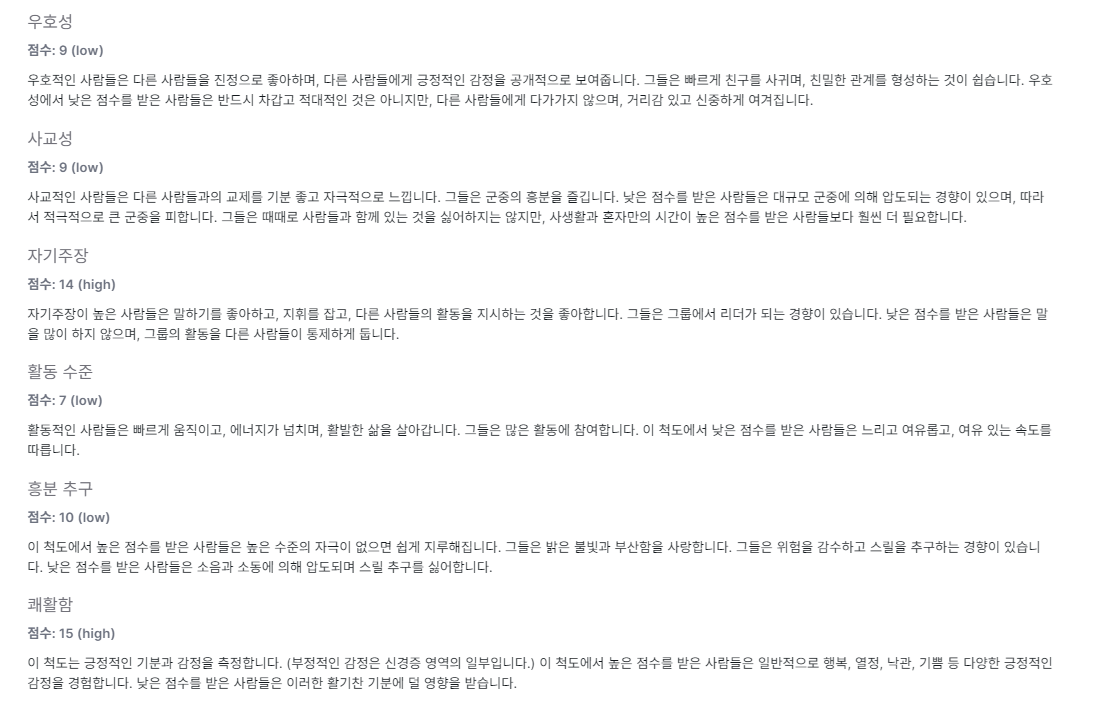 우호성
점수: 9 (low)
우호적인 사람들은 다른 사람들을 진정으로 좋아하며, 다른 사람들에게 긍정적인 감정을 공개적으로 보여줍니다. 그들은 빠르게 친구를 사귀며, 친밀한 관계를 형성하는 것이 쉽습니다. 우호
성에서 낮은 점수를 받은 사람들은 반드시 차갑고 적대적인 것은 아니지만, 다른 사람들에게 다가가지 않으며, 거리감 있고 신중하게 여겨집니다.
사교성
점수: 9 (low)
사교적인 사람들은 다른 사람들과의 교제를 기분 좋고 자극적으로 느낍니다. 그들은 군중의 흥분을 즐깁니다. 낮은 점수를 받은 사람들은 대규모 군중에 의해 압도되는 경향이 있으며, 따라
서 적극적으로 큰 군중을 피합니다. 그들은 때때로 사람들과 함께 있는 것을 싫어하지는 않지만, 사생활과 혼자만의 시간이 높은 점수를 받은 사람들보다 훨씬 더 필요합니다.
자기주장
점수: 14 (high)
자기주장이 높은 사람들은 말하기를 좋아하고, 지휘를 잡고, 다른 사람들의 활동을 지시하는 것을 좋아합니다. 그들은 그룹에서 리더가 되는 경향이 있습니다. 낮은 점수를 받은 사람들은 말
을 많이 하지 않으며, 그룹의 활동을 다른 사람들이 통제하게 둡니다.
활동 수준
점수: 7 (low)
활동적인 사람들은 빠르게 움직이고, 에너지가 넘치며, 활발한 삶을 살아갑니다. 그들은 많은 활동에 참여합니다. 이 척도에서 낮은 점수를 받은 사람들은 느리고 여유롭고, 여유 있는 속도를
따릅니다.
흥분 추구
점수: 10 (low)
이 척도에서 높은 점수를 받은 사람들은 높은 수준의 자극이 없으면 쉽게 지루해집니다. 그들은 밝은 불빛과 부산함을 사랑합니다. 그들은 위험을 감수하고 스릴을 추구하는 경향이 있습니
다. 낮은 점수를 받은 사람들은 소음과 소동에 의해 압도되며 스릴 추구를 싫어합니다.
쾌활함
점수: 15 (high)
이 척도는 긍정적인 기분과 감정을 측정합니다. (부정적인 감정은 신경증 영역의 일부입니다.) 이 척도에서 높은 점수를 받은 사람들은 일반적으로 행복, 열정, 낙관, 기쁨 등 다양한 긍정적인
감정을 경험합니다. 낮은 점수를 받은 사람들은 이러한 활기찬 기분에 덜 영향을 받습니다.